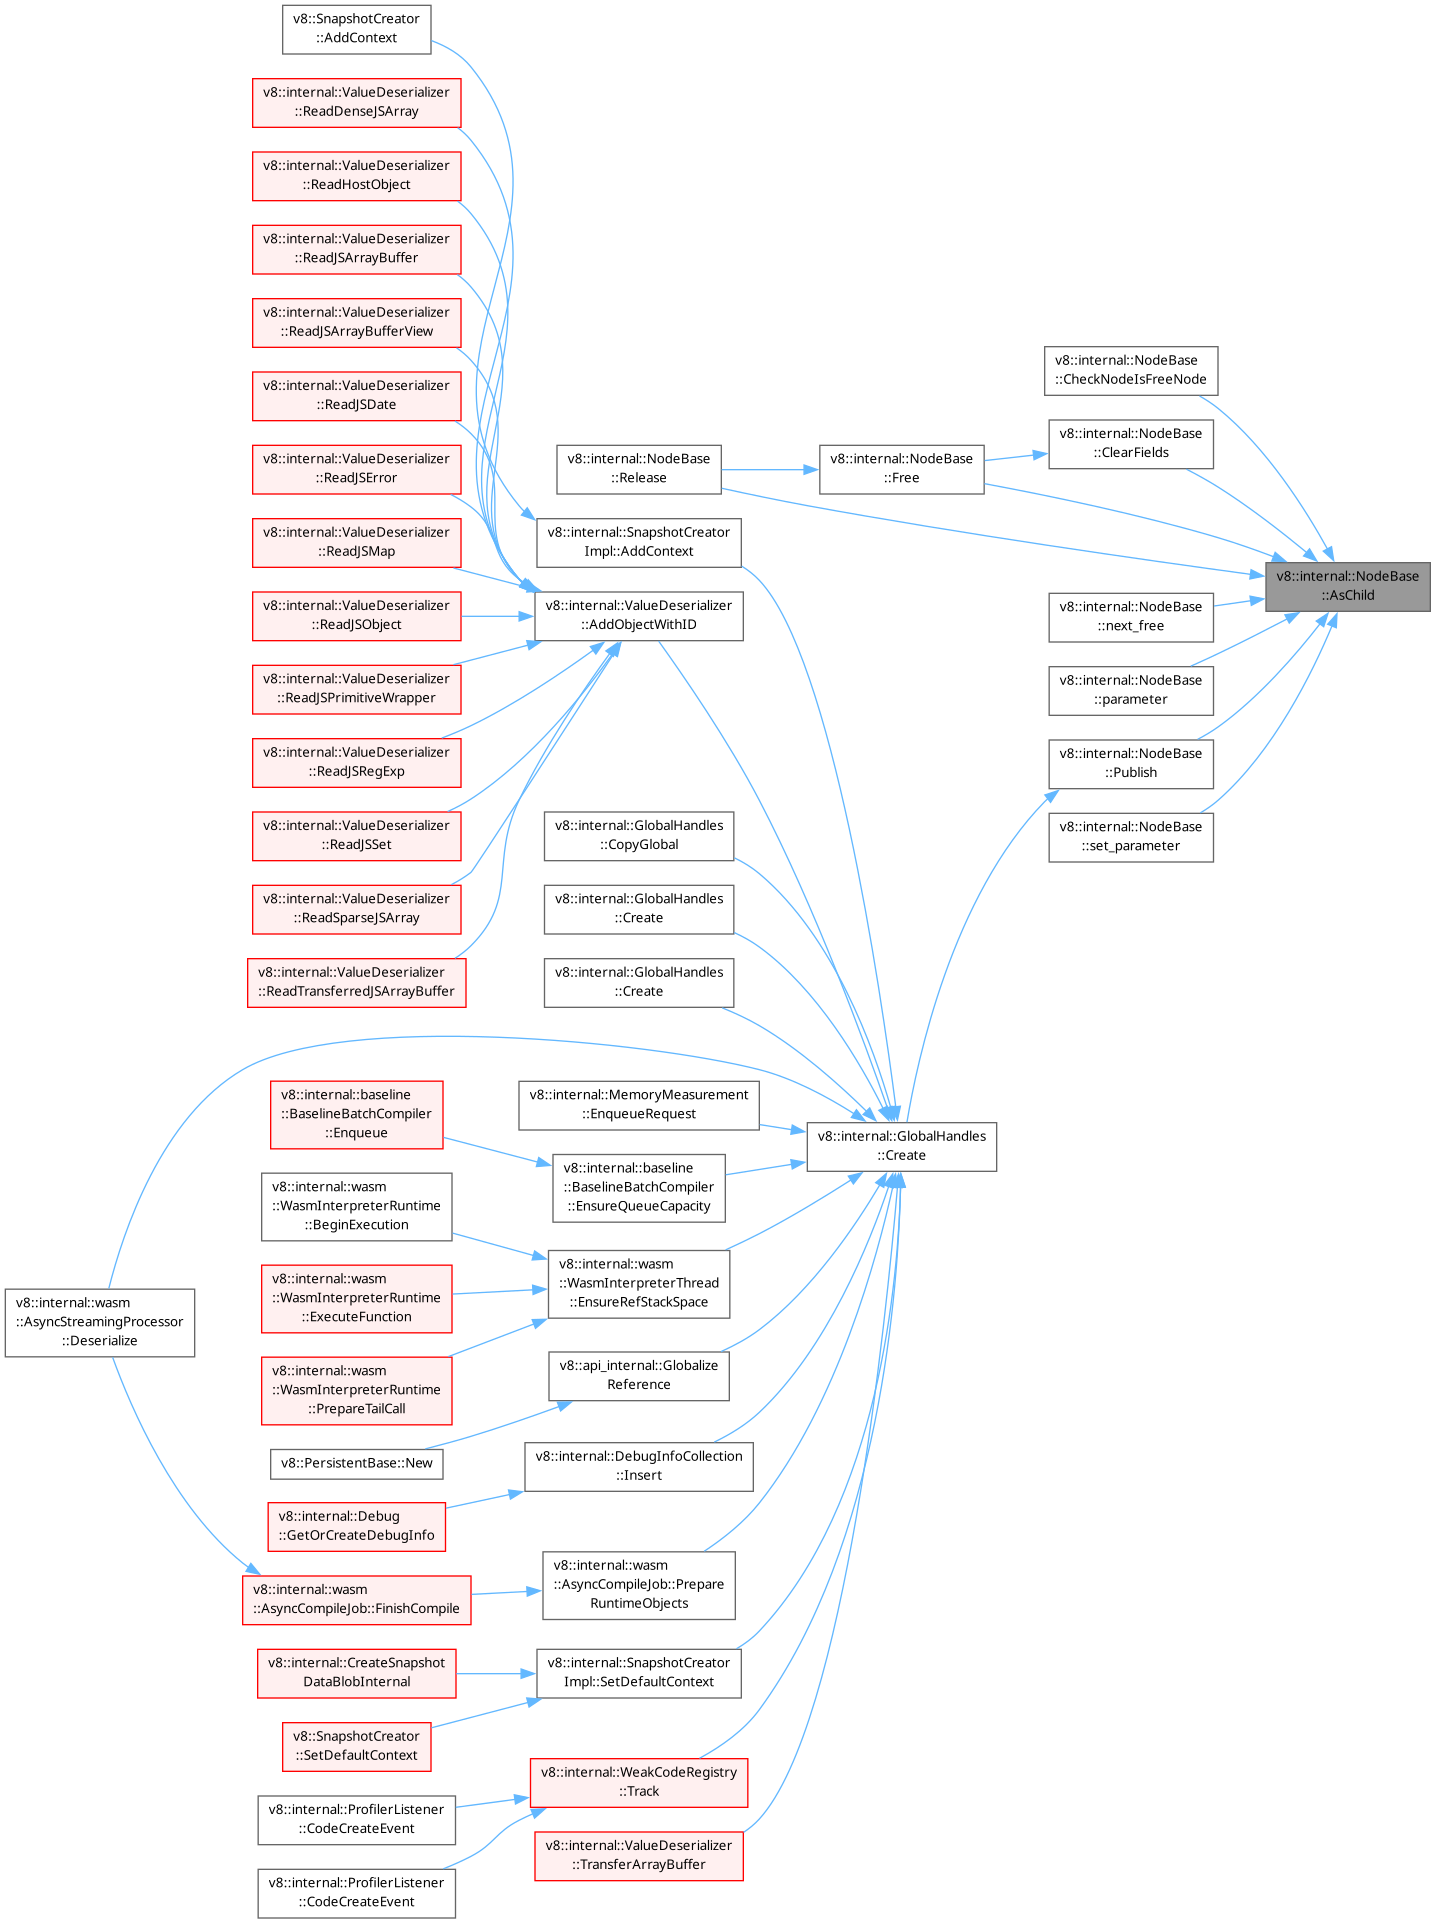 v8::SnapshotCreator
::AddContext
v8::internal::ValueDeserializer
::ReadDenseJSArray
v8::internal::ValueDeserializer
::ReadHostObject
v8::internal::ValueDeserializer
::ReadJSArrayBuffer
v8::internal::ValueDeserializer
::ReadJSArrayBufferView
v8::internal::ValueDeserializer
::ReadJSDate
v8::internal::ValueDeserializer
::ReadJSError
v8::internal::ValueDeserializer
::ReadJSMap
v8::internal::ValueDeserializer
::ReadJSObject
v8::internal::ValueDeserializer
::ReadJSPrimitiveWrapper
v8::internal::ValueDeserializer
::ReadJSRegExp
v8::internal::ValueDeserializer
::ReadJSSet
v8::internal::ValueDeserializer
::ReadSparseJSArray
v8::internal::ValueDeserializer
::ReadTransferredJSArrayBuffer
v8::internal::baseline
::BaselineBatchCompiler
::Enqueue
v8::internal::wasm
::WasmInterpreterRuntime
::BeginExecution
v8::internal::wasm
::WasmInterpreterRuntime
::ExecuteFunction
v8::internal::wasm
::AsyncStreamingProcessor
::Deserialize
v8::internal::wasm
::WasmInterpreterRuntime
::PrepareTailCall
v8::PersistentBase::New
v8::internal::Debug
::GetOrCreateDebugInfo
v8::internal::wasm
::AsyncCompileJob::FinishCompile
v8::internal::CreateSnapshot
DataBlobInternal
v8::SnapshotCreator
::SetDefaultContext
v8::internal::ProfilerListener
::CodeCreateEvent
v8::internal::ProfilerListener
::CodeCreateEvent
v8::internal::NodeBase
::Release
v8::internal::SnapshotCreator
Impl::AddContext
v8::internal::ValueDeserializer
::AddObjectWithID
v8::internal::GlobalHandles
::CopyGlobal
v8::internal::GlobalHandles
::Create
v8::internal::GlobalHandles
::Create
v8::internal::MemoryMeasurement
::EnqueueRequest
v8::internal::baseline
::BaselineBatchCompiler
::EnsureQueueCapacity
v8::internal::wasm
::WasmInterpreterThread
::EnsureRefStackSpace
v8::api_internal::Globalize
Reference
v8::internal::DebugInfoCollection
::Insert
v8::internal::wasm
::AsyncCompileJob::Prepare
RuntimeObjects
v8::internal::SnapshotCreator
Impl::SetDefaultContext
v8::internal::WeakCodeRegistry
::Track
v8::internal::ValueDeserializer
::TransferArrayBuffer
v8::internal::NodeBase
::Free
v8::internal::GlobalHandles
::Create
v8::internal::NodeBase
::CheckNodeIsFreeNode
v8::internal::NodeBase
::ClearFields
v8::internal::NodeBase
::next_free
v8::internal::NodeBase
::parameter
v8::internal::NodeBase
::Publish
v8::internal::NodeBase
::set_parameter
v8::internal::NodeBase
::AsChild